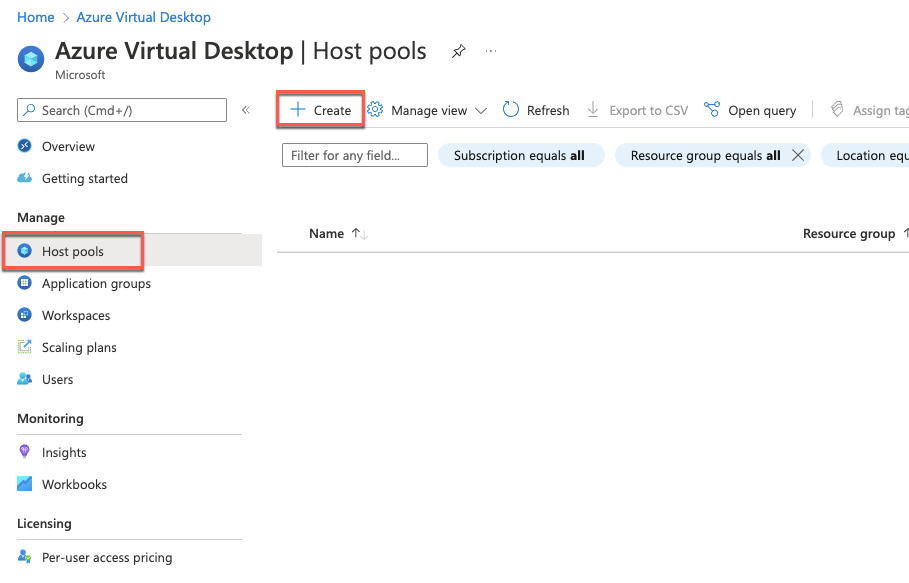 Home > Azure Virtual Desktop
Azure Virtual Desktop | Host pools ...
Microsoft
Search (Cmd+/)
«
Create
Manage view
Refresh
Export to CSV
Open query
Assign tag
Filter for any field...
Subscription equals all
Resource group equals all
Location equ
Overview
Getting started
Manage
Host pools
Application groups
Workspaces
Scaling plans
Users
Monitoring
Insights
Workbooks
Licensing
Per-user access pricing
Name ↑↓
Resource group ↑